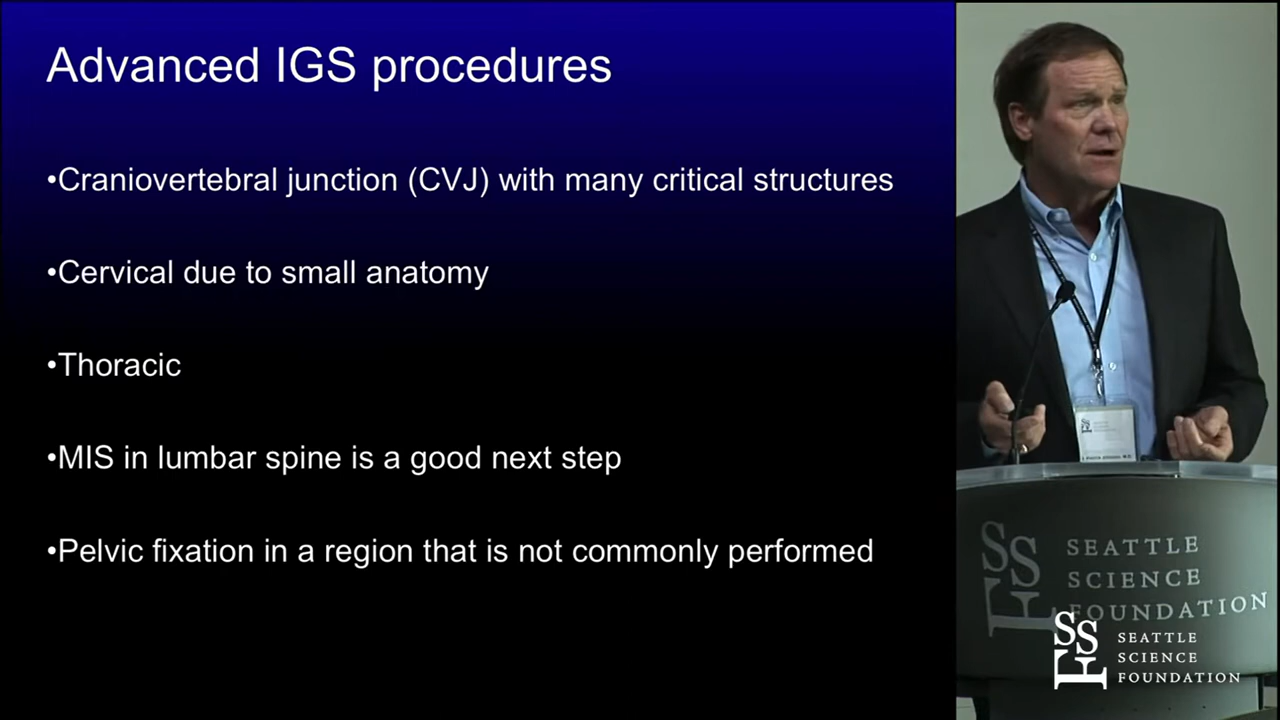 Advanced IGS procedures
•Craniovertebral junction (CVJ) with many critical structures
•Cervical due to small anatomy
•Thoracic
•MIS in lumbar spine is a good next step
•Pelvic fixation in a region that is not commonly performed
SSF
SEATTLE
SCIENCE
FOUNDATION
SSF
SEATTLE
SCIENCE
FOUNDATION